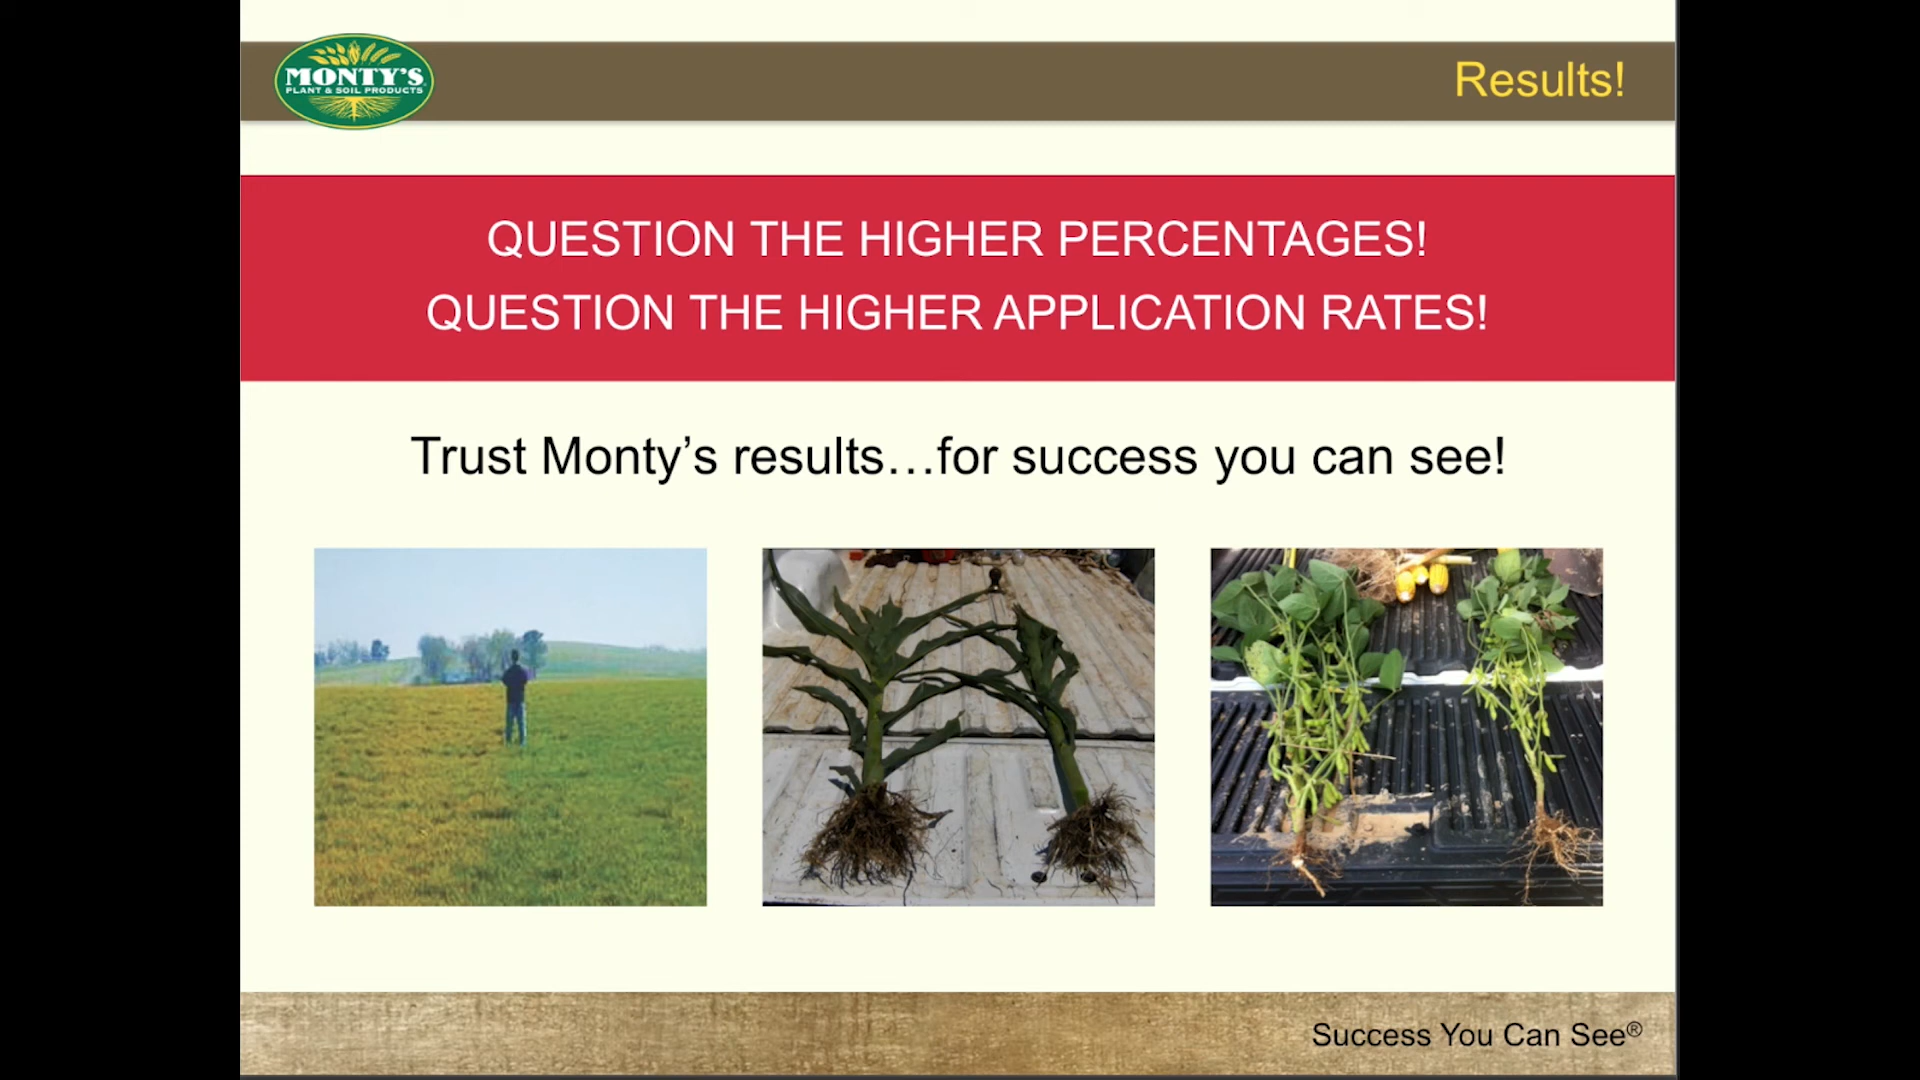 MONTY'S
PLANT & SOIL PRODUCTS
Results!
QUESTION THE HIGHER PERCENTAGES!
QUESTION THE HIGHER APPLICATION RATES!
Trust Monty’s results…for success you can see!
Success You Can See®